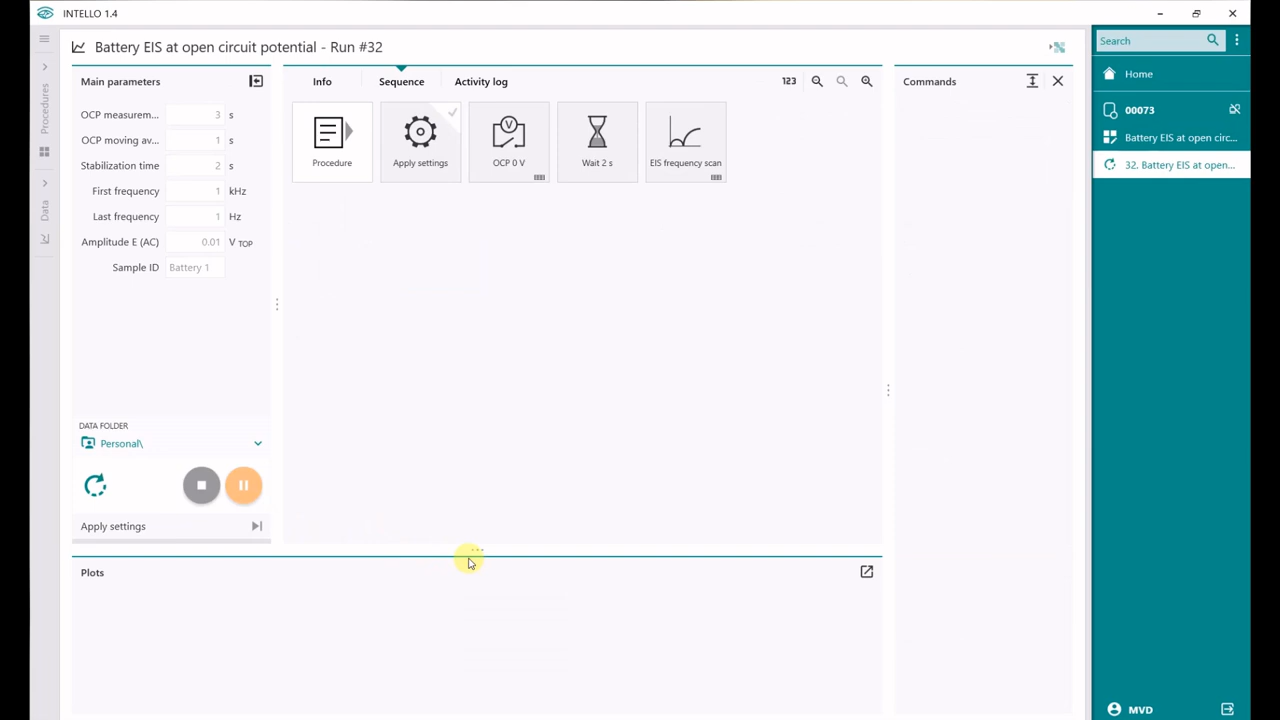 INTELLO 1.4
Battery EIS at open circuit potential - Run #32
Main parameters
OCP measurem... 3 s
OCP moving av... 1 s
Stabilization time 2 s
First frequency 1 kHz
Last frequency 1 Hz
Amplitude E (AC) 0.01 V TOP
Sample ID Battery 1
DATA FOLDER
Personal\
Apply settings
Info Sequence Activity log 123
Procedure Apply settings OCP 0 V Wait 2 s EIS frequency scan
Plots
Commands
Procedures
Data
Search
Home
00073
Battery EIS at open circ...
32. Battery EIS at open...
MVD